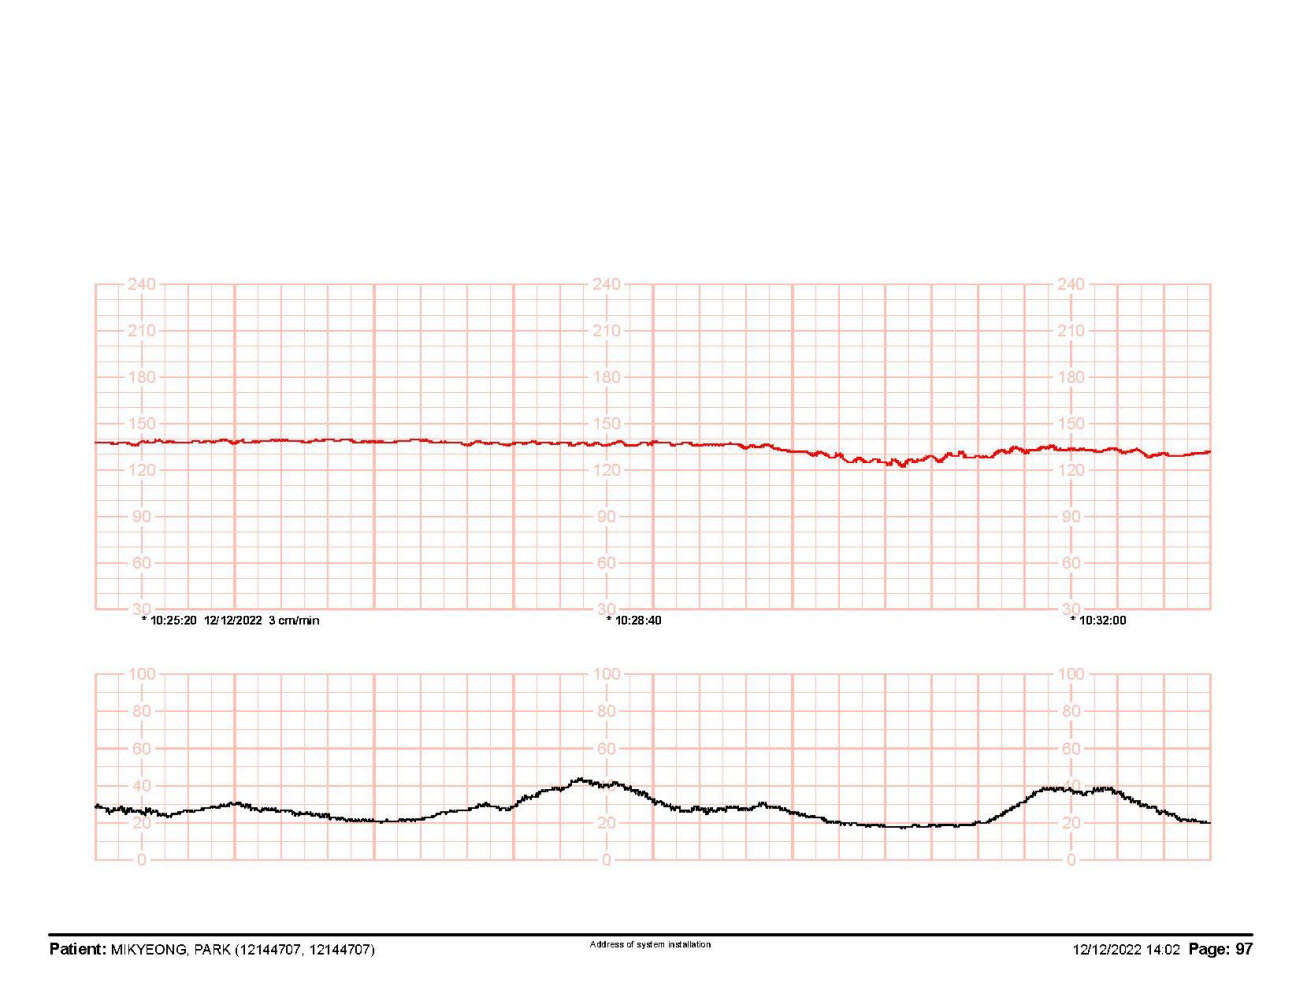 240 240 240
210 210 210
180 180 180
150 150 150
120 120 120
90 90 90
60 60 60
30 30 30
* 10:25:20 12/12/2022 3 cm/min * 10:28:40 * 10:32:00
100 100 100
80 80 80
60 60 60
40 40 40
20 20 20
0 0 0
Patient: MIKYEONG, PARK (12144707, 12144707) Address of system installation 12/12/2022 14:02 Page: 97